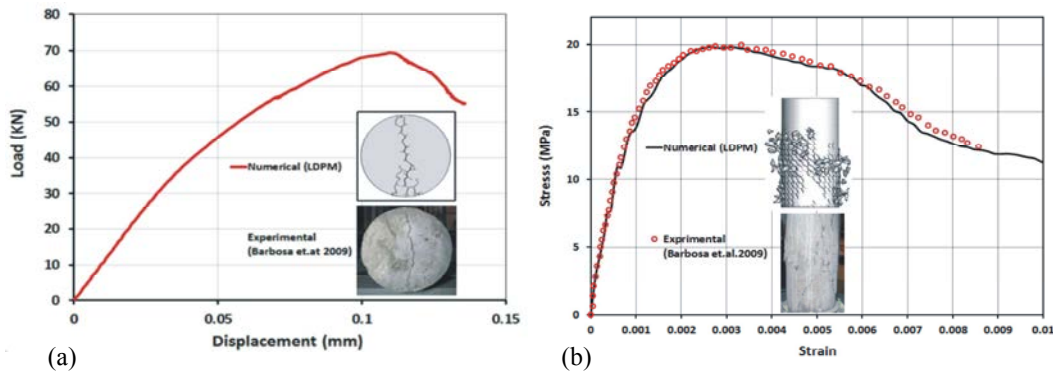 80
70
60
50
40
30
20
10
0
Load (KN)
Numerical (LDPM)
Experimental
(Barbosa et.at 2009)
0
0.05
0.1
0.15
Displacement (mm)
(a)
20
15
10
5
0
Stresss (MPa)
Numerical (LDPM)
Exprimental
(Barbosa et.al.2009)
0
0.001
0.002
0.003
0.004
0.005
0.006
0.007
0.008
0.009
0.01
Strain
(b)